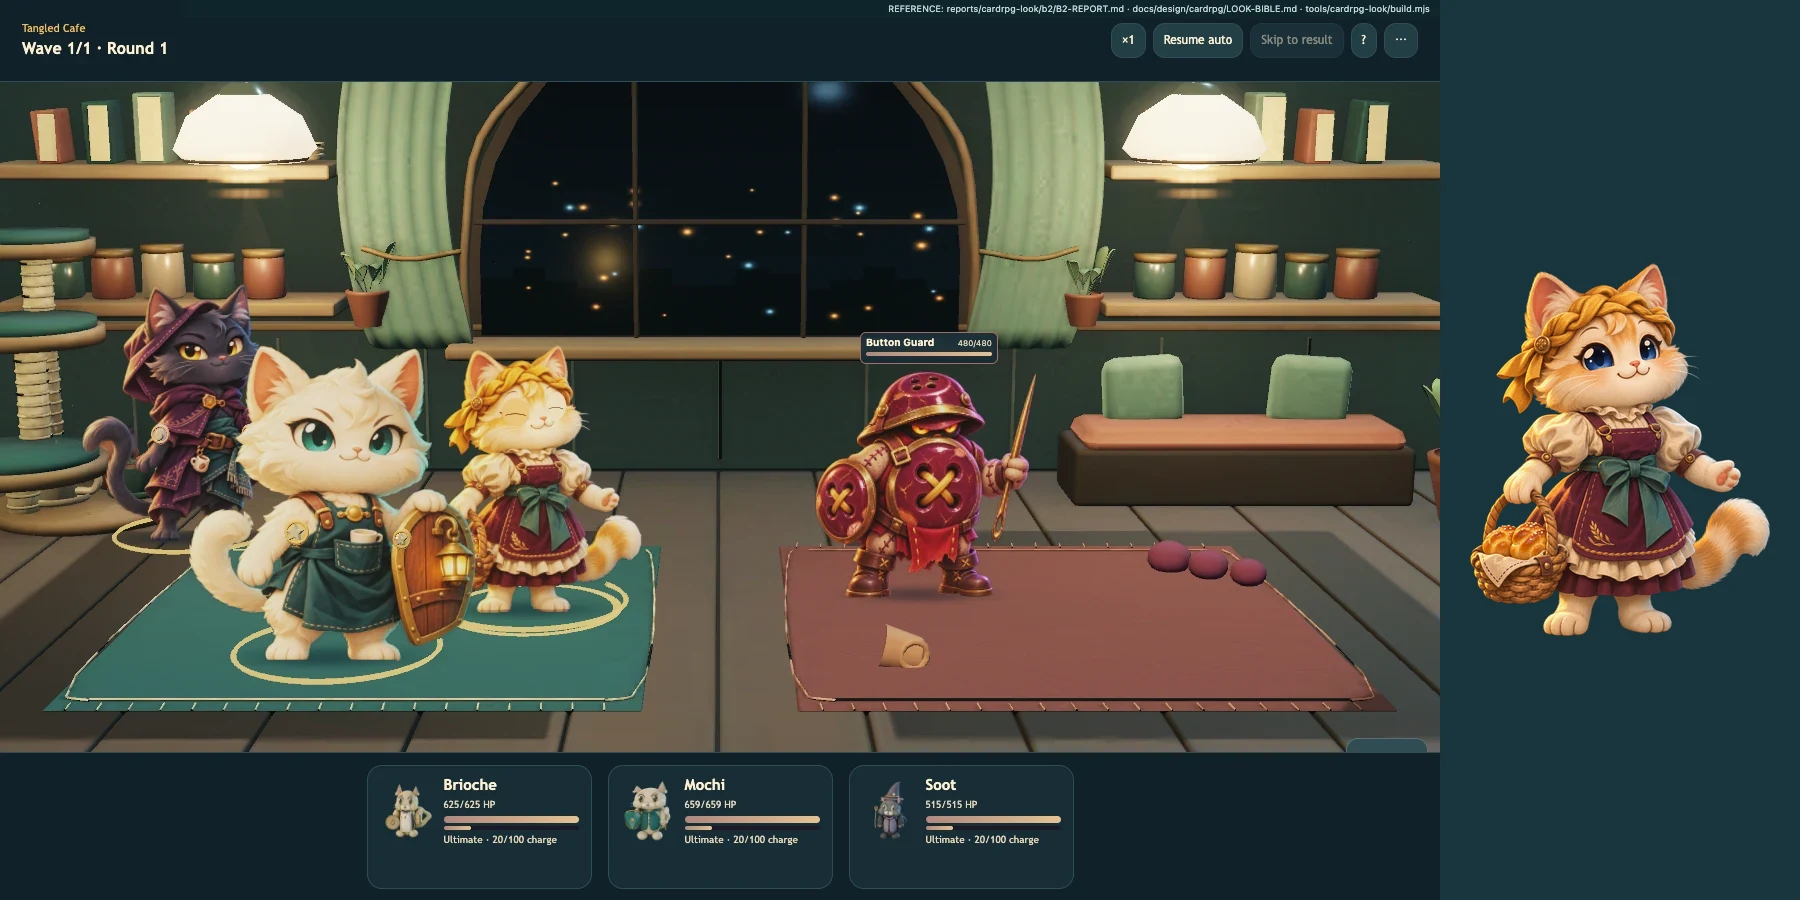 REFERENCE: reports/cardrpg-look/b2/B2-REPORT.md · docs/design/cardrpg/LOOK-BIBLE.md · tools/cardrpg-look/build.mjs
Tangled Cafe
Wave 1/1 · Round 1
×1
Resume auto
Skip to result
?
···
Button Guard 480/480
Brioche
625/625 HP
Ultimate · 20/100 charge
Mochi
659/659 HP
Ultimate · 20/100 charge
Soot
515/515 HP
Ultimate · 20/100 charge